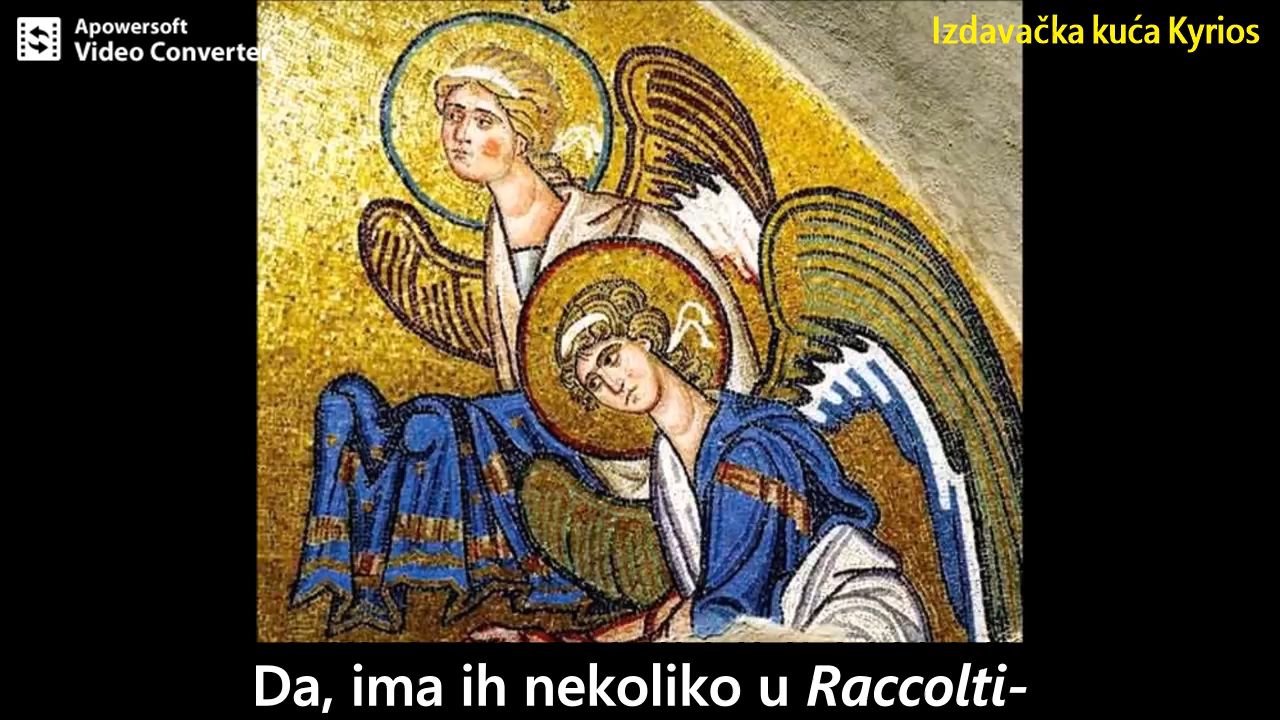 Apowersoft
Video Converter
Izdavačka kuća Kyrios
Da, ima ih nekoliko u Raccolti-